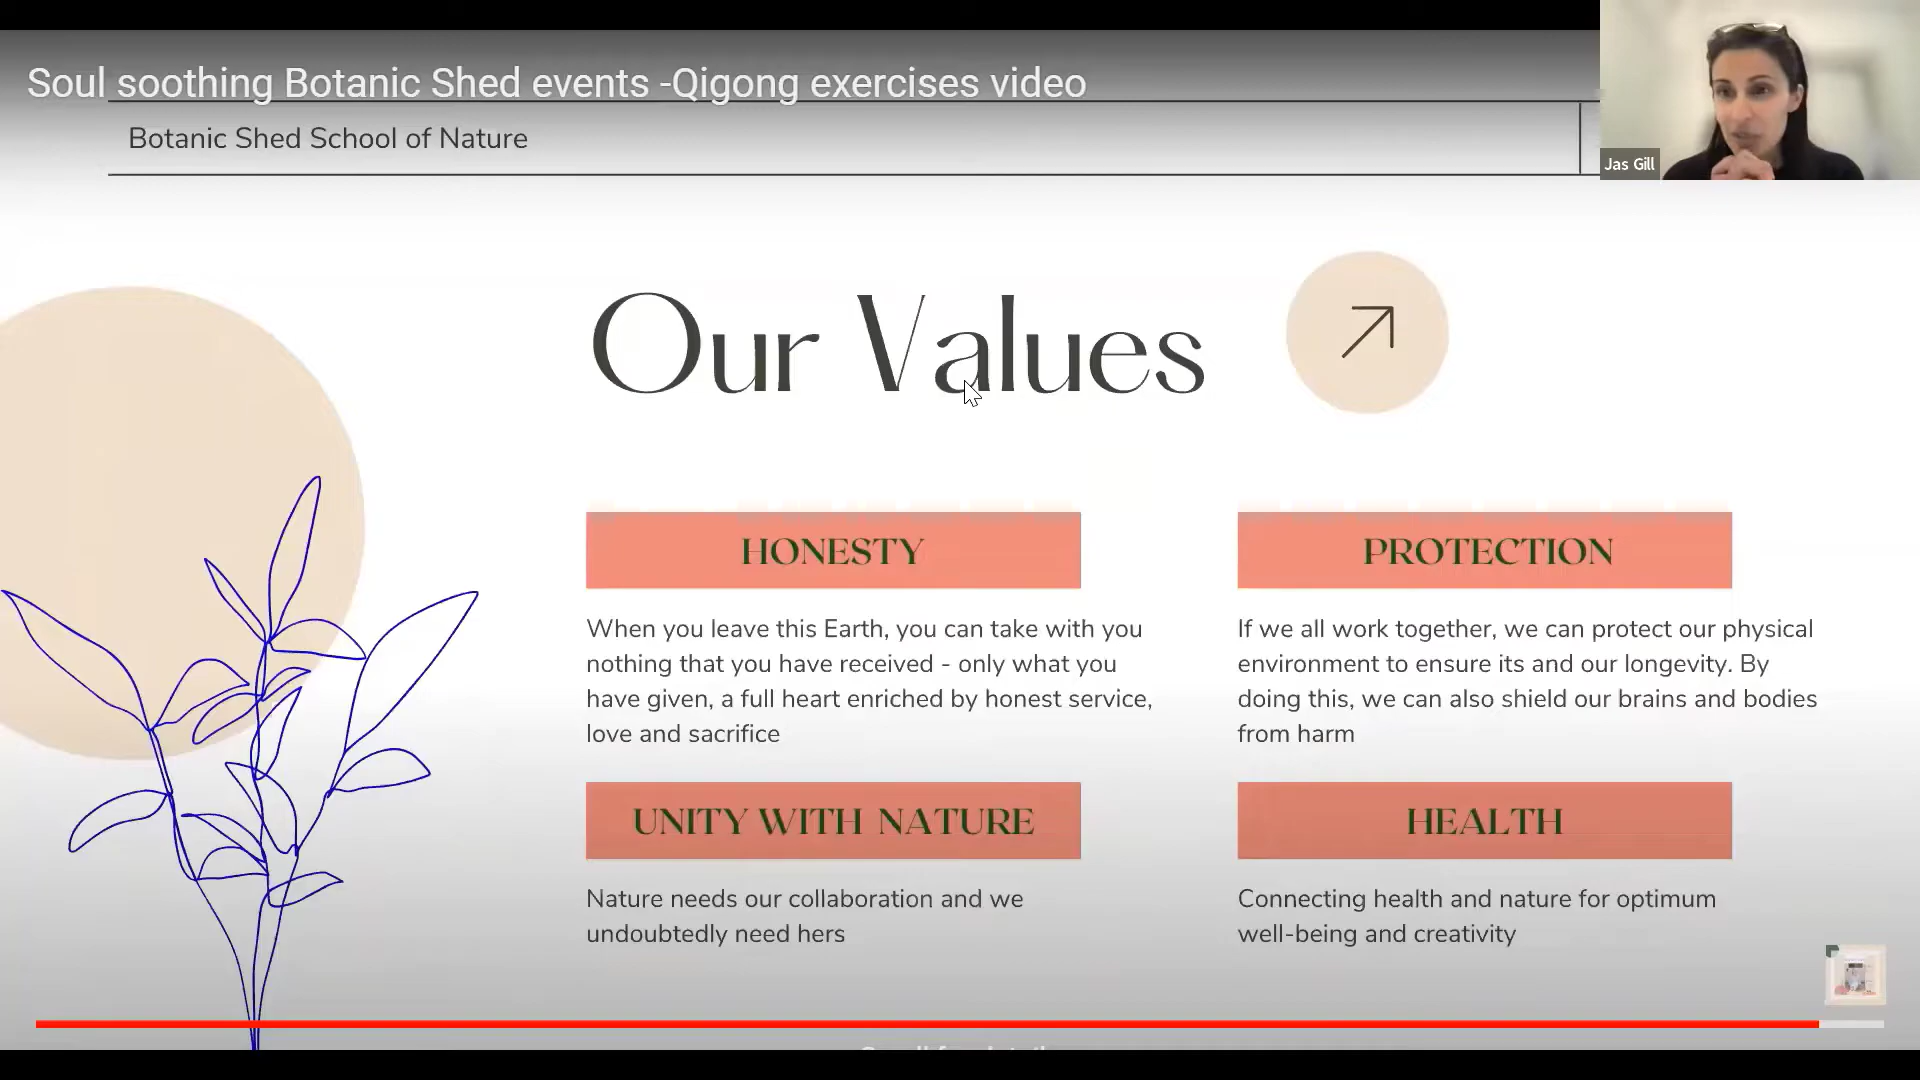 Soul soothing Botanic Shed events -Qigong exercises video
Botanic Shed School of Nature
Jas Gill
Our Values
HONESTY
When you leave this Earth, you can take with you
nothing that you have received - only what you
have given, a full heart enriched by honest service,
love and sacrifice
PROTECTION
If we all work together, we can protect our physical
environment to ensure its and our longevity. By
doing this, we can also shield our brains and bodies
from harm
UNITY WITH NATURE
Nature needs our collaboration and we
undoubtedly need hers
HEALTH
Connecting health and nature for optimum
well-being and creativity